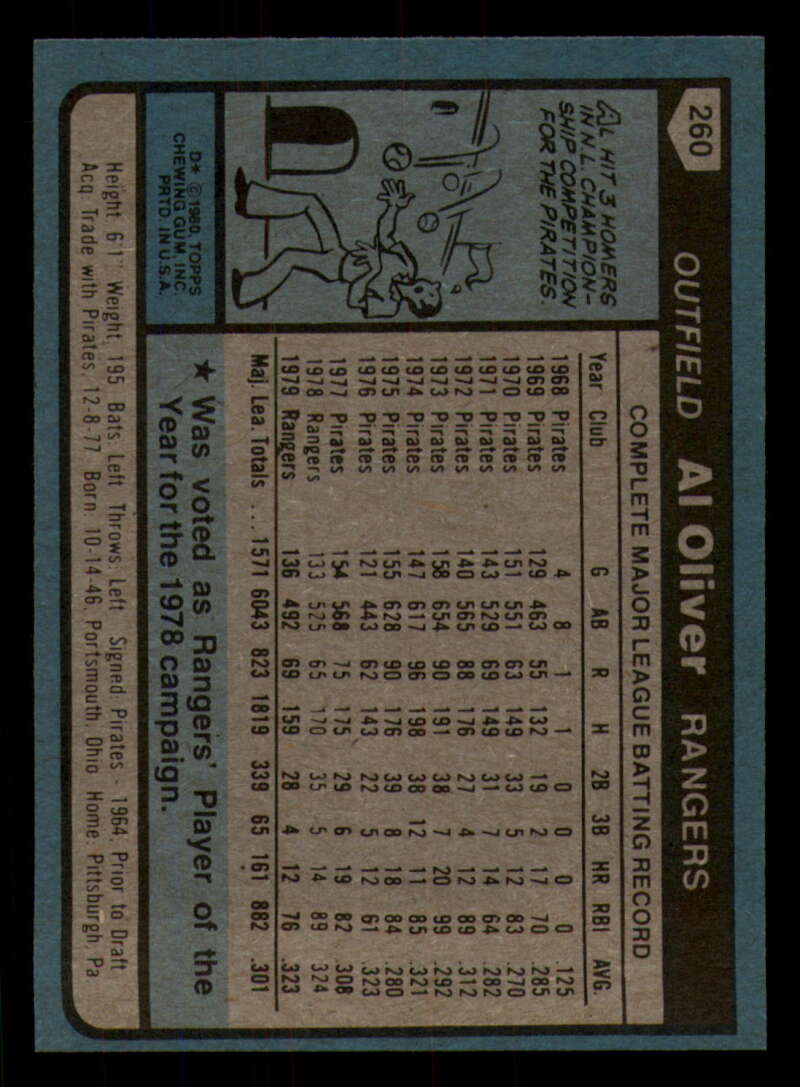 260
OUTFIELD Al Oliver RANGERS
AL HIT 3 HOMERS
IN N.L. CHAMPION-
SHIP COMPETITION
FOR THE PIRATES.
D* © 1980 TOPPS
CHEWING GUM, INC.
PRTD. IN U.S.A.
COMPLETE MAJOR LEAGUE BATTING RECORD
Year Club G AB R H 2B 3B HR RBI AVG.
1968 Pirates 4 8 1 1 0 0 0 0 .125
1969 Pirates 129 463 55 132 19 2 17 70 .285
1970 Pirates 151 551 63 149 33 5 12 83 .270
1971 Pirates 143 529 69 149 31 7 14 64 .282
1972 Pirates 140 565 88 176 27 4 12 89 .312
1973 Pirates 158 654 90 191 38 7 20 99 .292
1974 Pirates 147 617 96 198 38 12 11 85 .321
1975 Pirates 155 628 90 176 39 8 18 84 .280
1976 Pirates 121 443 62 143 22 5 12 61 .323
1977 Pirates 154 568 75 175 29 6 19 82 .308
1978 Rangers 133 525 65 170 35 5 14 89 .324
1979 Rangers 136 492 69 159 28 4 12 76 .323
Maj. Lea. Totals ... 1571 6043 823 1819 339 65 161 882 .301
★ Was voted as Rangers' Player of the
Year for the 1978 campaign.
Height: 6'1" Weight: 195 Bats: Left Throws: Left Signed: Pirates - 1964, Prior to Draft
Acq: Trade with Pirates, 12-8-77 Born: 10-14-46, Portsmouth, Ohio Home: Pittsburgh, Pa.